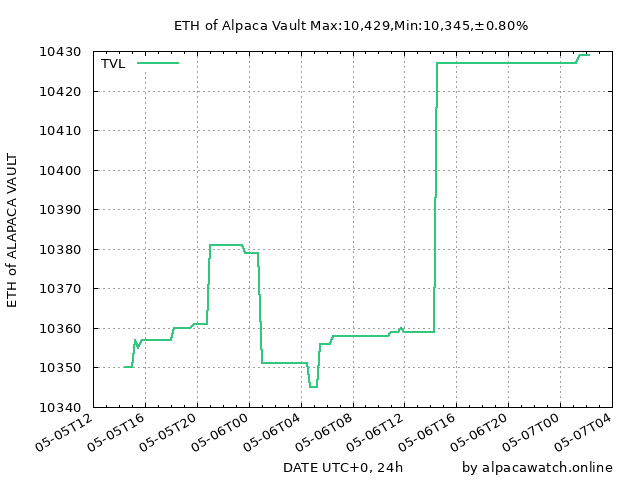 ETH of Alpaca Vault Max:10,429,Min:10,345,±0.80%
TVL
10430
10420
10410
10400
10390
10380
10370
10360
10350
10340
ETH of ALAPACA VAULT
05-05T12
05-05T16
05-05T20
05-06T00
05-06T04
05-06T08
05-06T12
05-06T16
05-06T20
05-07T00
05-07T04
DATE UTC+0, 24h
by alpacawatch.online